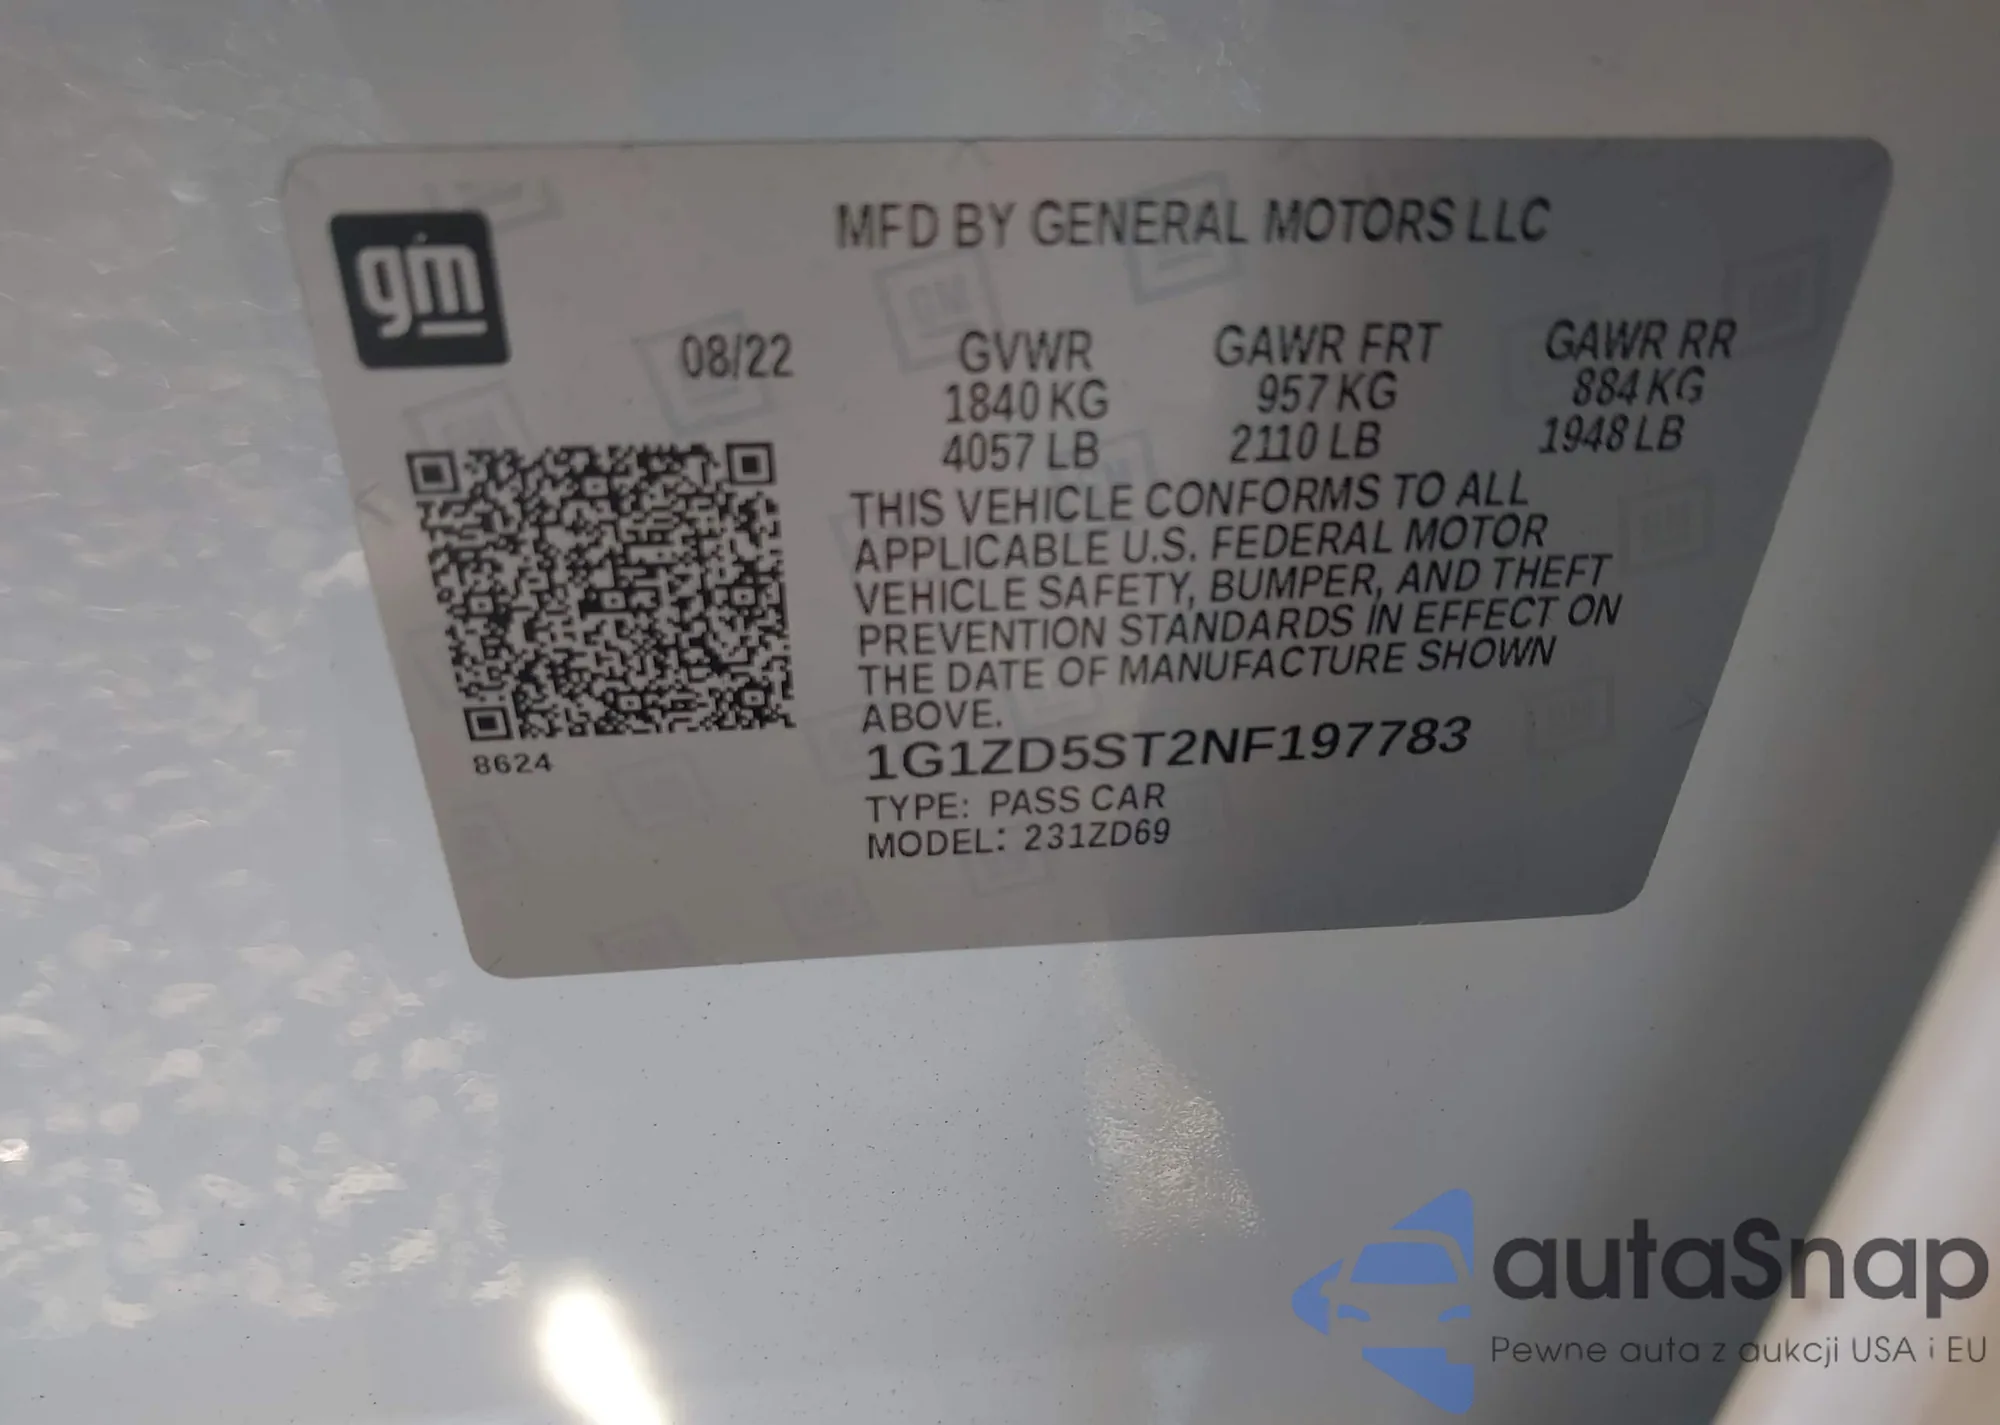 gm
MFD BY GENERAL MOTORS LLC
08/22 GVWR GAWR FRT GAWR RR
1840 KG 957 KG 884 KG
4057 LB 2110 LB 1948 LB
THIS VEHICLE CONFORMS TO ALL
APPLICABLE U.S. FEDERAL MOTOR
VEHICLE SAFETY, BUMPER, AND THEFT
PREVENTION STANDARDS IN EFFECT ON
THE DATE OF MANUFACTURE SHOWN
ABOVE.
1G1ZD5ST2NF197783
8624
TYPE: PASS CAR
MODEL: 231ZD69
autaSnap
Pewne auta z aukcji USA i EU